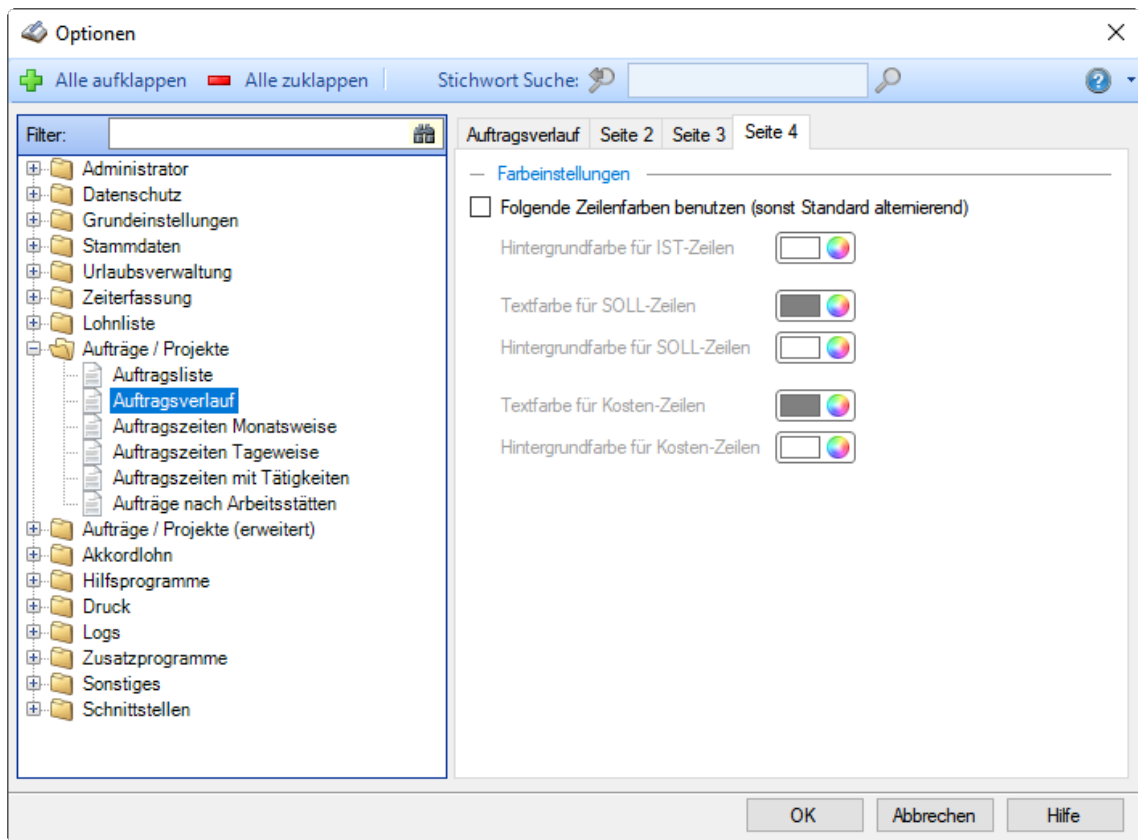 Optionen
Alle aufklappen Alle zuklappen Stichwort Suche:
Filter:
Administrator
Datenschutz
Grundeinstellungen
Stammdaten
Urlaubsverwaltung
Zeiterfassung
Lohnliste
Aufträge / Projekte
Auftragsliste
Auftragsverlauf
Auftragszeiten Monatsweise
Auftragszeiten Tageweise
Auftragszeiten mit Tätigkeiten
Aufträge nach Arbeitsstätten
Aufträge / Projekte (erweitert)
Akkordlohn
Hilfsprogramme
Druck
Logs
Zusatzprogramme
Sonstiges
Schnittstellen
Auftragsverlauf Seite 2 Seite 3 Seite 4
Farbeinstellungen
Folgende Zeilenfarben benutzen (sonst Standard alternierend)
Hintergrundfarbe für IST-Zeilen
Textfarbe für SOLL-Zeilen
Hintergrundfarbe für SOLL-Zeilen
Textfarbe für Kosten-Zeilen
Hintergrundfarbe für Kosten-Zeilen
OK Abbrechen Hilfe